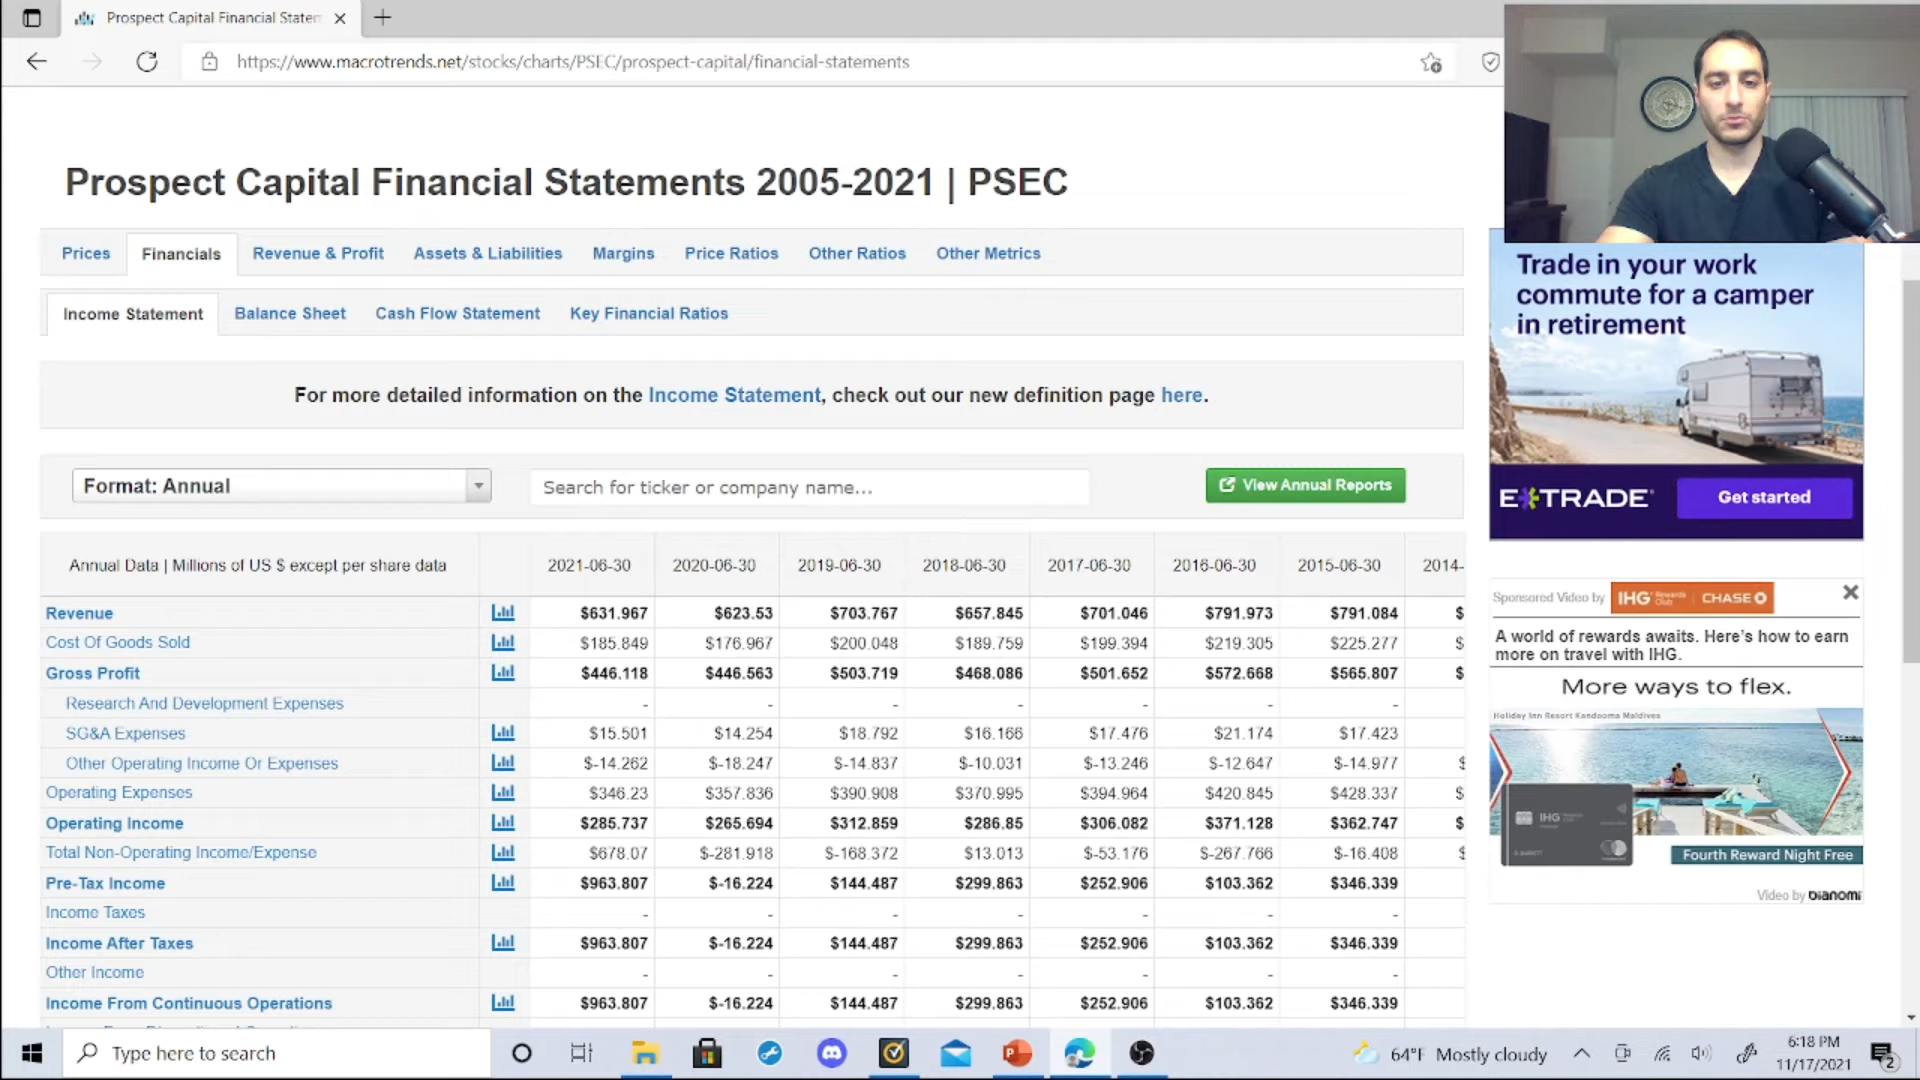 Prospect Capital Financial Statem
https://www.macrotrends.net/stocks/charts/PSEC/prospect-capital/financial-statements
Prospect Capital Financial Statements 2005-2021 | PSEC
Prices Financials Revenue & Profit Assets & Liabilities Margins Price Ratios Other Ratios Other Metrics
Income Statement Balance Sheet Cash Flow Statement Key Financial Ratios
For more detailed information on the Income Statement, check out our new definition page here.
Format: Annual Search for ticker or company name... View Annual Reports
Annual Data | Millions of US $ except per share data 2021-06-30 2020-06-30 2019-06-30 2018-06-30 2017-06-30 2016-06-30 2015-06-30 2014-
Revenue $631.967 $623.53 $703.767 $657.845 $701.046 $791.973 $791.084 $
Cost Of Goods Sold $185.849 $176.967 $200.048 $189.759 $199.394 $219.305 $225.277 $
Gross Profit $446.118 $446.563 $503.719 $468.086 $501.652 $572.668 $565.807 $
Research And Development Expenses - - - - - - -
SG&A Expenses $15.501 $14.254 $18.792 $16.166 $17.476 $21.174 $17.423
Other Operating Income Or Expenses $-14.262 $-18.247 $-14.837 $-10.031 $-13.246 $-12.647 $-14.977 $
Operating Expenses $346.23 $357.836 $390.908 $370.995 $394.964 $420.845 $428.337 $
Operating Income $285.737 $265.694 $312.859 $286.85 $306.082 $371.128 $362.747 $
Total Non-Operating Income/Expense $678.07 $-281.918 $-168.372 $13.013 $-53.176 $-267.766 $-16.408 $
Pre-Tax Income $963.807 $-16.224 $144.487 $299.863 $252.906 $103.362 $346.339
Income Taxes - - - - - - -
Income After Taxes $963.807 $-16.224 $144.487 $299.863 $252.906 $103.362 $346.339
Other Income - - - - - - -
Income From Continuous Operations $963.807 $-16.224 $144.487 $299.863 $252.906 $103.362 $346.339
Trade in your work
commute for a camper
in retirement
E*TRADE Get started
Sponsored Video by IHG Rewards Club | CHASE
A world of rewards awaits. Here's how to earn
more on travel with IHG.
More ways to flex.
Holiday Inn Resort Kandooma Maldives
IHG
Fourth Reward Night Free
Video by bianomi
Type here to search
64°F Mostly cloudy
6:18 PM
11/17/2021
2